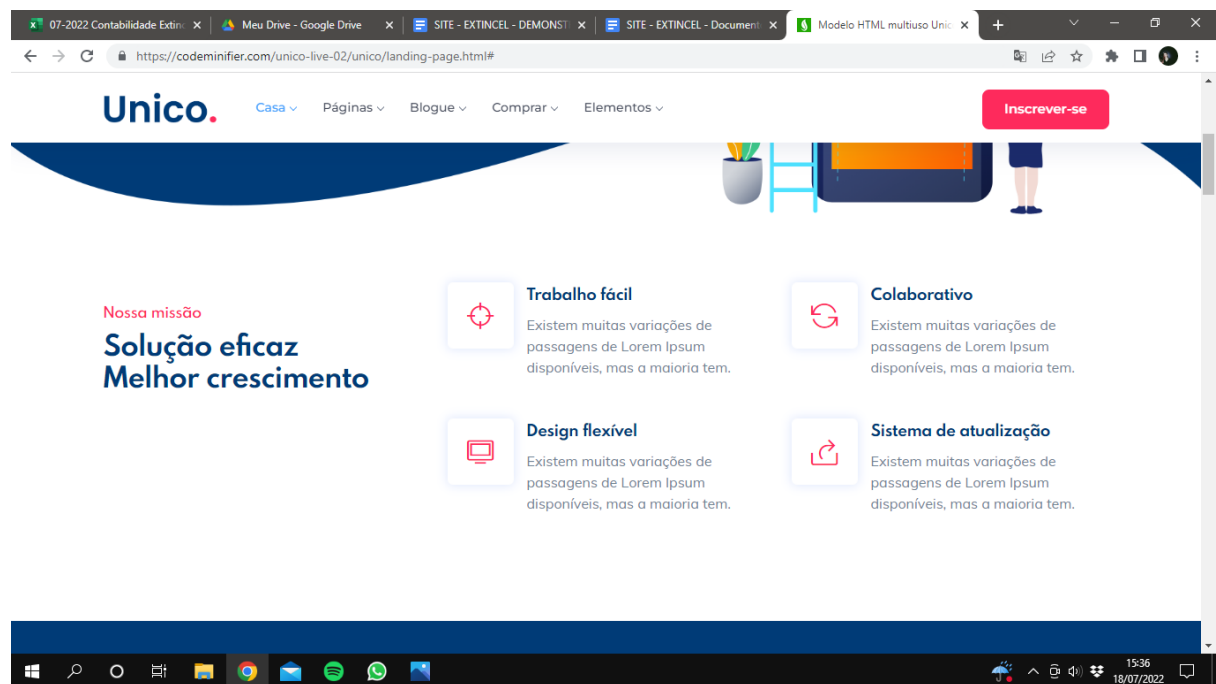 07-2022 Contabilidade Extinc
Meu Drive - Google Drive
SITE - EXTINCEL - DEMONST
SITE - EXTINCEL - Document
Modelo HTML multiuso Unic
https://codeminifier.com/unico-live-02/unico/landing-page.html#
Unico.
Casa
Páginas
Blogue
Comprar
Elementos
Inscrever-se
Nossa missão
Solução eficaz
Melhor crescimento
Trabalho fácil
Existem muitas variações de
passagens de Lorem Ipsum
disponíveis, mas a maioria tem.
Colaborativo
Existem muitas variações de
passagens de Lorem Ipsum
disponíveis, mas a maioria tem.
Design flexível
Existem muitas variações de
passagens de Lorem Ipsum
disponíveis, mas a maioria tem.
Sistema de atualização
Existem muitas variações de
passagens de Lorem Ipsum
disponíveis, mas a maioria tem.
15:36
18/07/2022